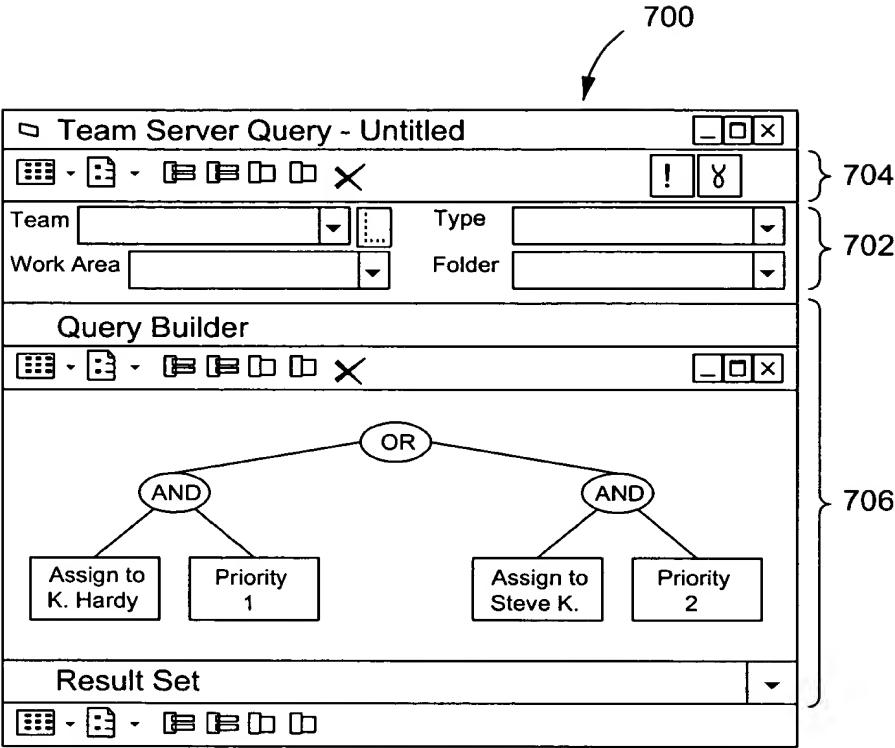 700
Team Server Query - Untitled
! 704
Team Type 702
Work Area Folder
Query Builder
OR
AND AND
706
Assign to K. Hardy
Priority 1
Assign to Steve K.
Priority 2
Result Set